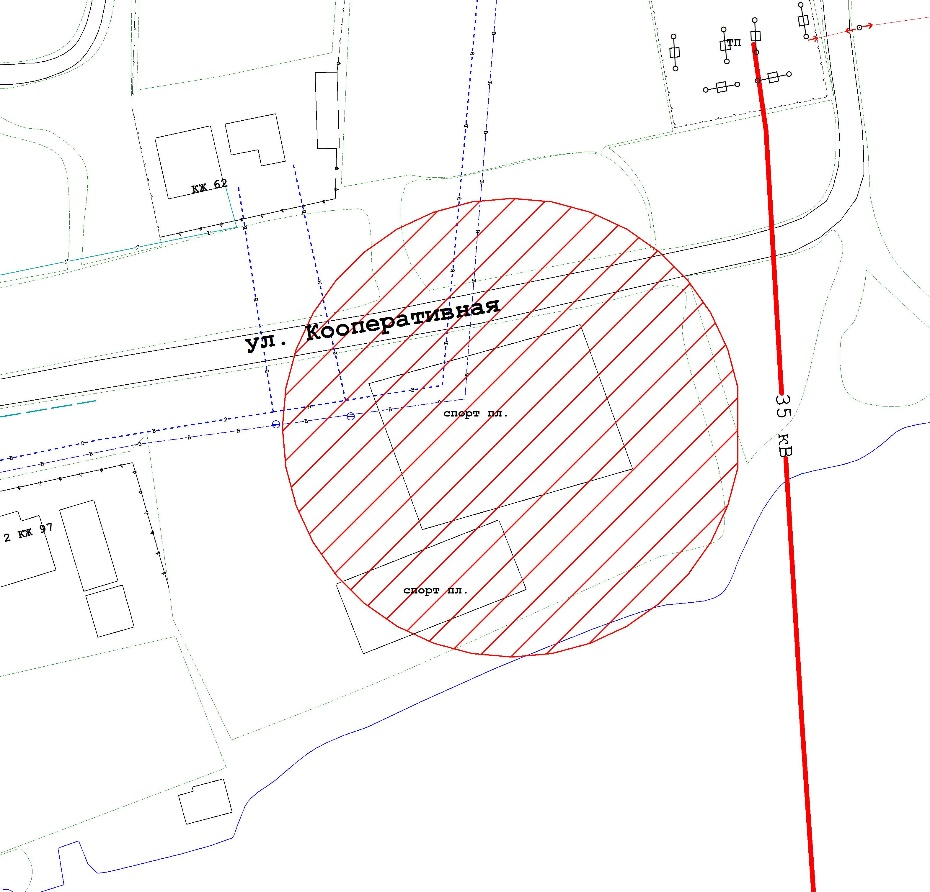 ТП
КЖ 62
ул. Кооперативная
35 кВ
спорт пл.
2 КЖ 97
спорт пл.